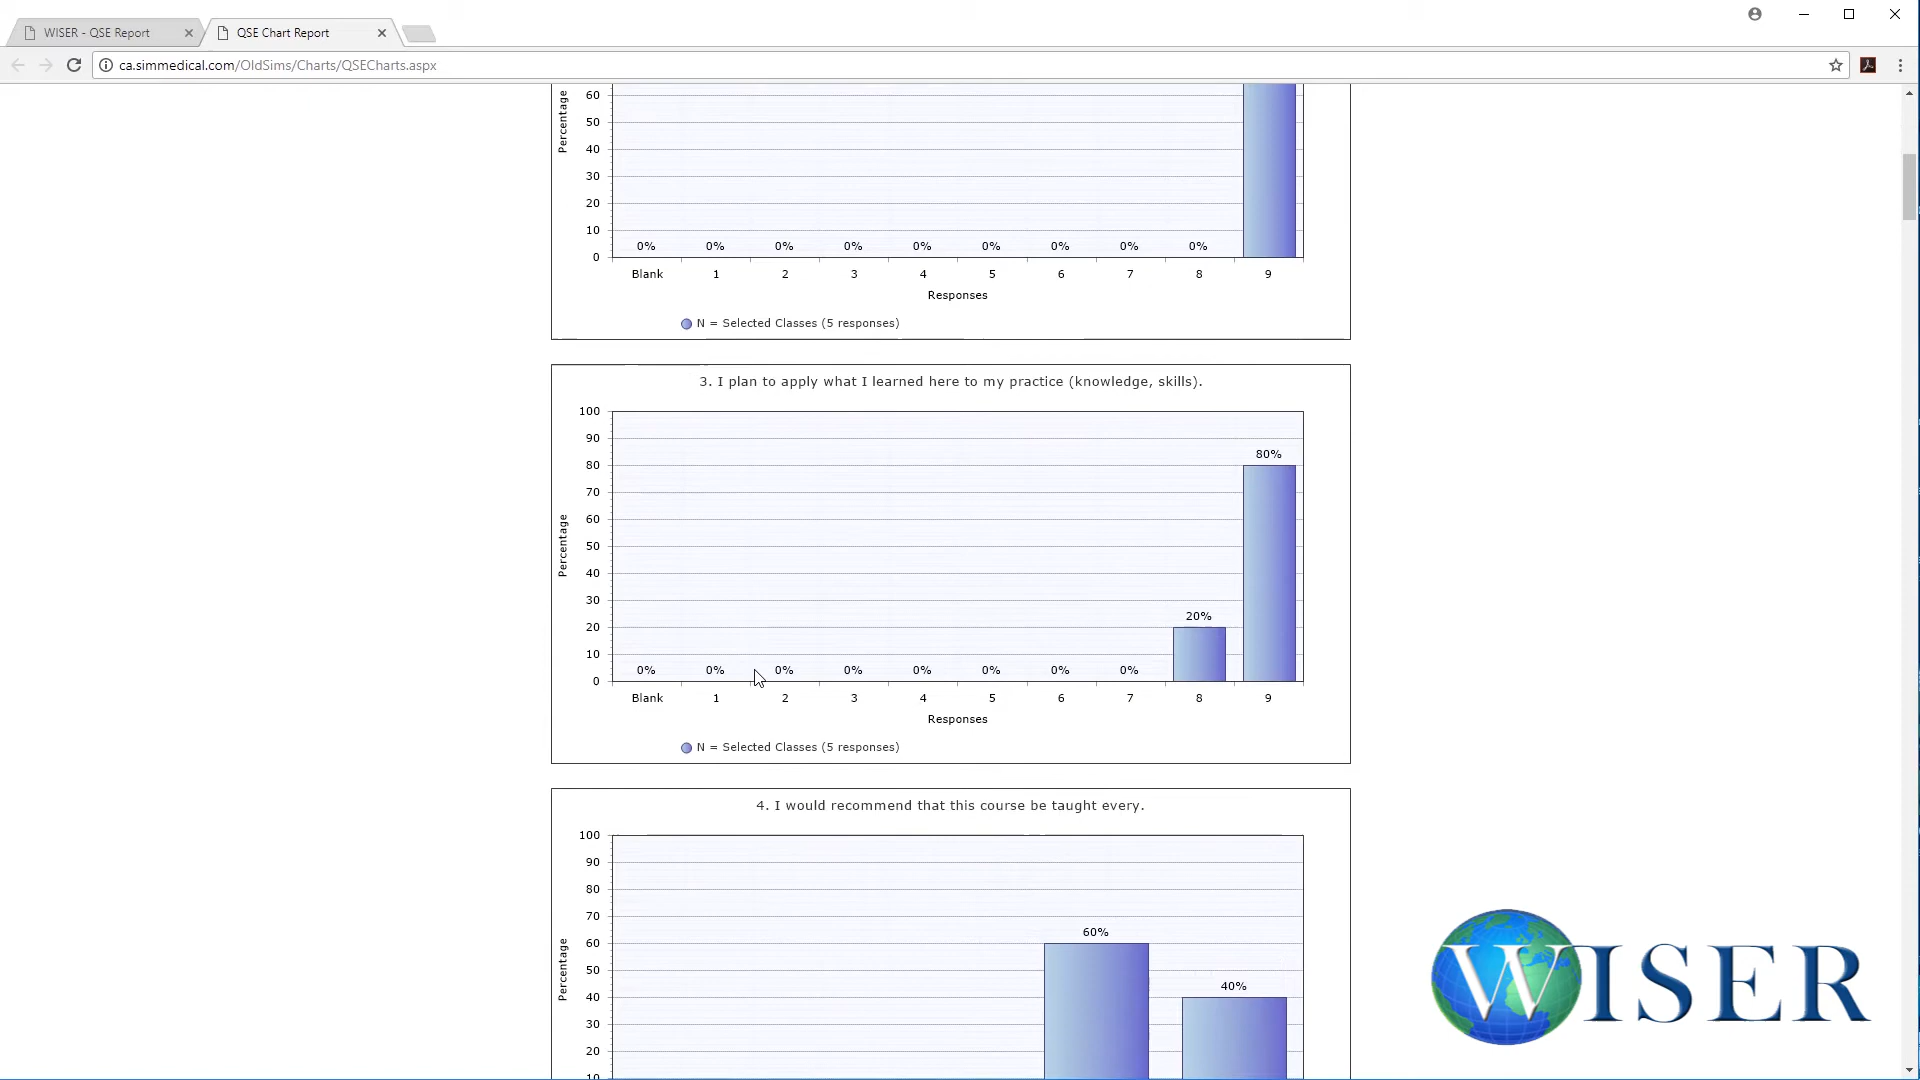 WISER - QSE Report
QSE Chart Report
ca.simmedical.com/OldSims/Charts/QSECharts.aspx
60
50
40
30
20
10
0
Percentage
0% 0% 0% 0% 0% 0% 0% 0% 0%
Blank 1 2 3 4 5 6 7 8 9
Responses
N = Selected Classes (5 responses)
3. I plan to apply what I learned here to my practice (knowledge, skills).
100
90
80
70
60
50
40
30
20
10
0
Percentage
80%
20%
0% 0% 0% 0% 0% 0% 0% 0%
Blank 1 2 3 4 5 6 7 8 9
Responses
N = Selected Classes (5 responses)
4. I would recommend that this course be taught every.
100
90
80
70
60
50
40
30
20
10
Percentage
60%
40%
WISER